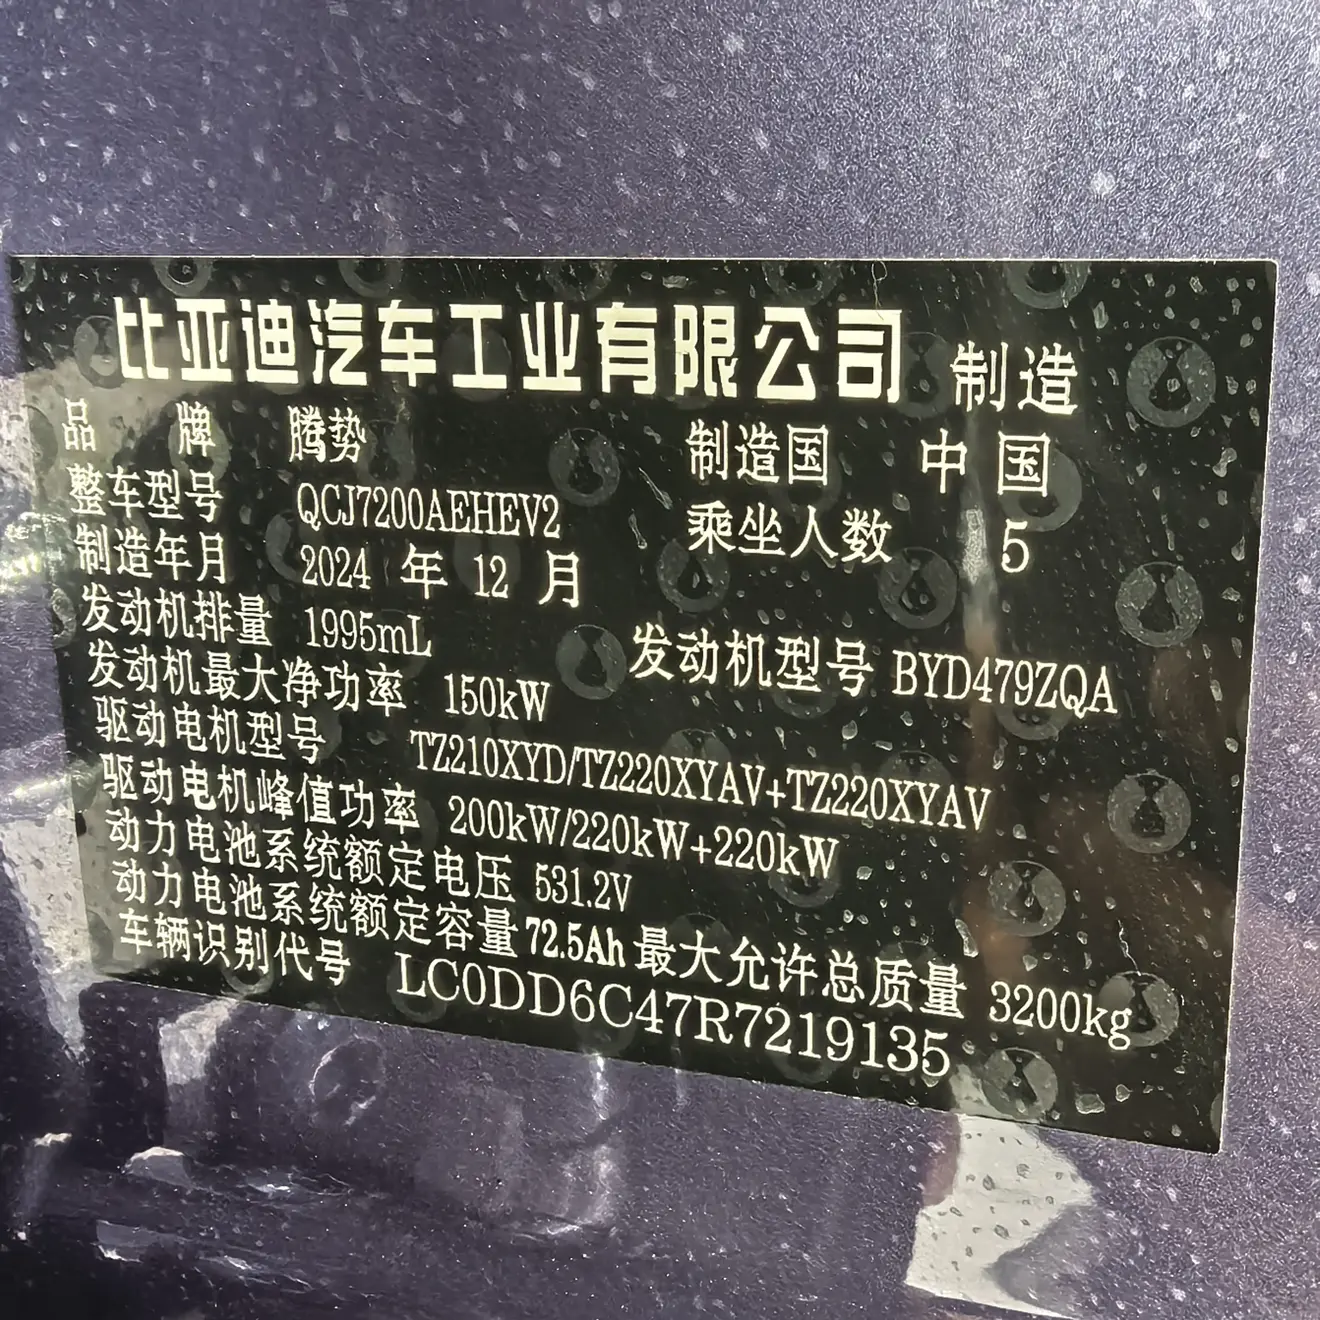 比亚迪汽车工业有限公司 制造
品 牌 腾势 制造国 中国
整车型号 QCJ7200AEHEV2 乘坐人数 5
制造年月 2024 年 12 月
发动机排量 1995mL 发动机型号 BYD479ZQA
发动机最大净功率 150kW
驱动电机型号 TZ210XYD/TZ220XYAV+TZ220XYAV
驱动电机峰值功率 200kW/220kW+220kW
动力电池系统额定电压 531.2V
动力电池系统额定容量 72.5Ah 最大允许总质量 3200kg
车辆识别代号 LC0DD6C47R7219135